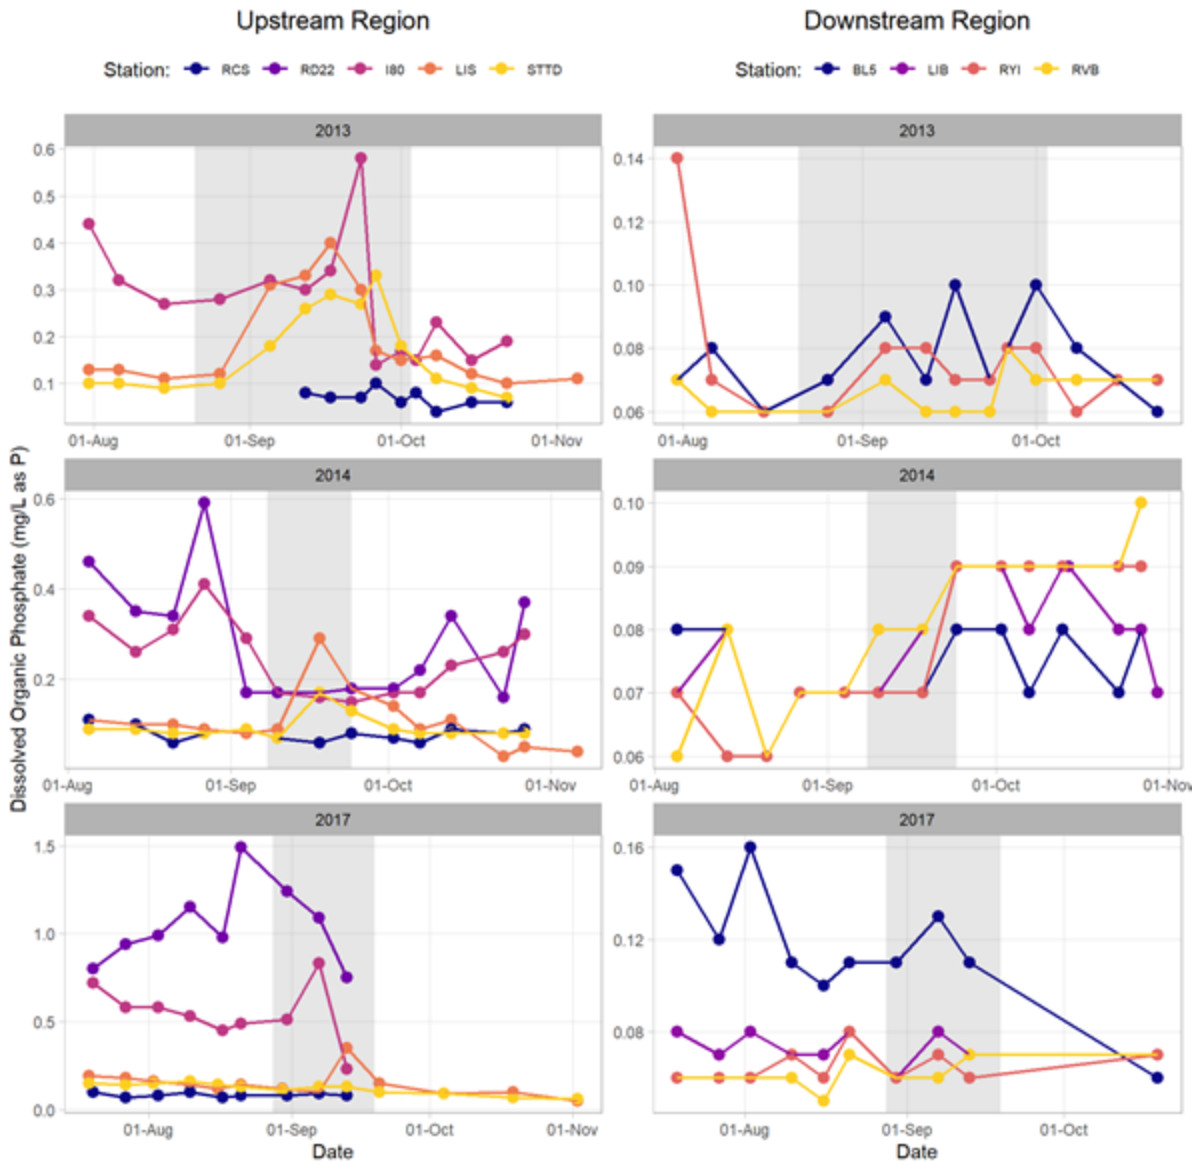 Upstream Region
Downstream Region
Station: RCS RD22 I80 LIS STTD
Station: BL5 LIB RYI RVB
2013
2013
0.6
0.5
0.4
0.3
0.2
0.1
01-Aug 01-Sep 01-Oct 01-Nov
0.14
0.12
0.10
0.08
0.06
01-Aug 01-Sep 01-Oct
Dissolved Organic Phosphate (mg/L as P)
2014
2014
0.6
0.4
0.2
01-Aug 01-Sep 01-Oct 01-Nov
0.10
0.09
0.08
0.07
0.06
01-Aug 01-Sep 01-Oct 01-Nov
2017
2017
1.5
1.0
0.5
0.0
01-Aug 01-Sep 01-Oct 01-Nov
0.16
0.12
0.08
01-Aug 01-Sep 01-Oct
Date
Date